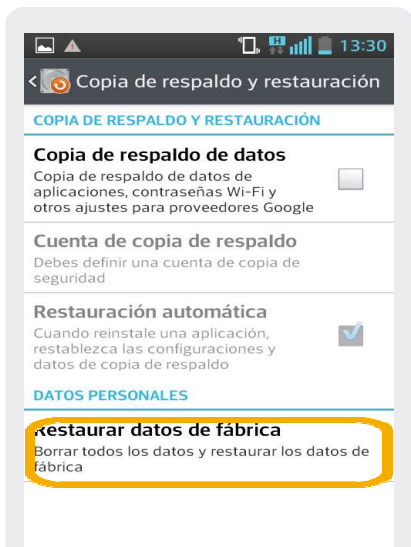 H 13:30
Copia de respaldo y restauración
COPIA DE RESPALDO Y RESTAURACIÓN
Copia de respaldo de datos
Copia de respaldo de datos de
aplicaciones, contraseñas Wi-Fi y
otros ajustes para proveedores Google
Cuenta de copia de respaldo
Debes definir una cuenta de copia de
seguridad
Restauración automática
Cuando reinstale una aplicación,
restablezca las configuraciones y
datos de copia de respaldo
DATOS PERSONALES
Restaurar datos de fábrica
Borrar todos los datos y restaurar los datos de
fábrica